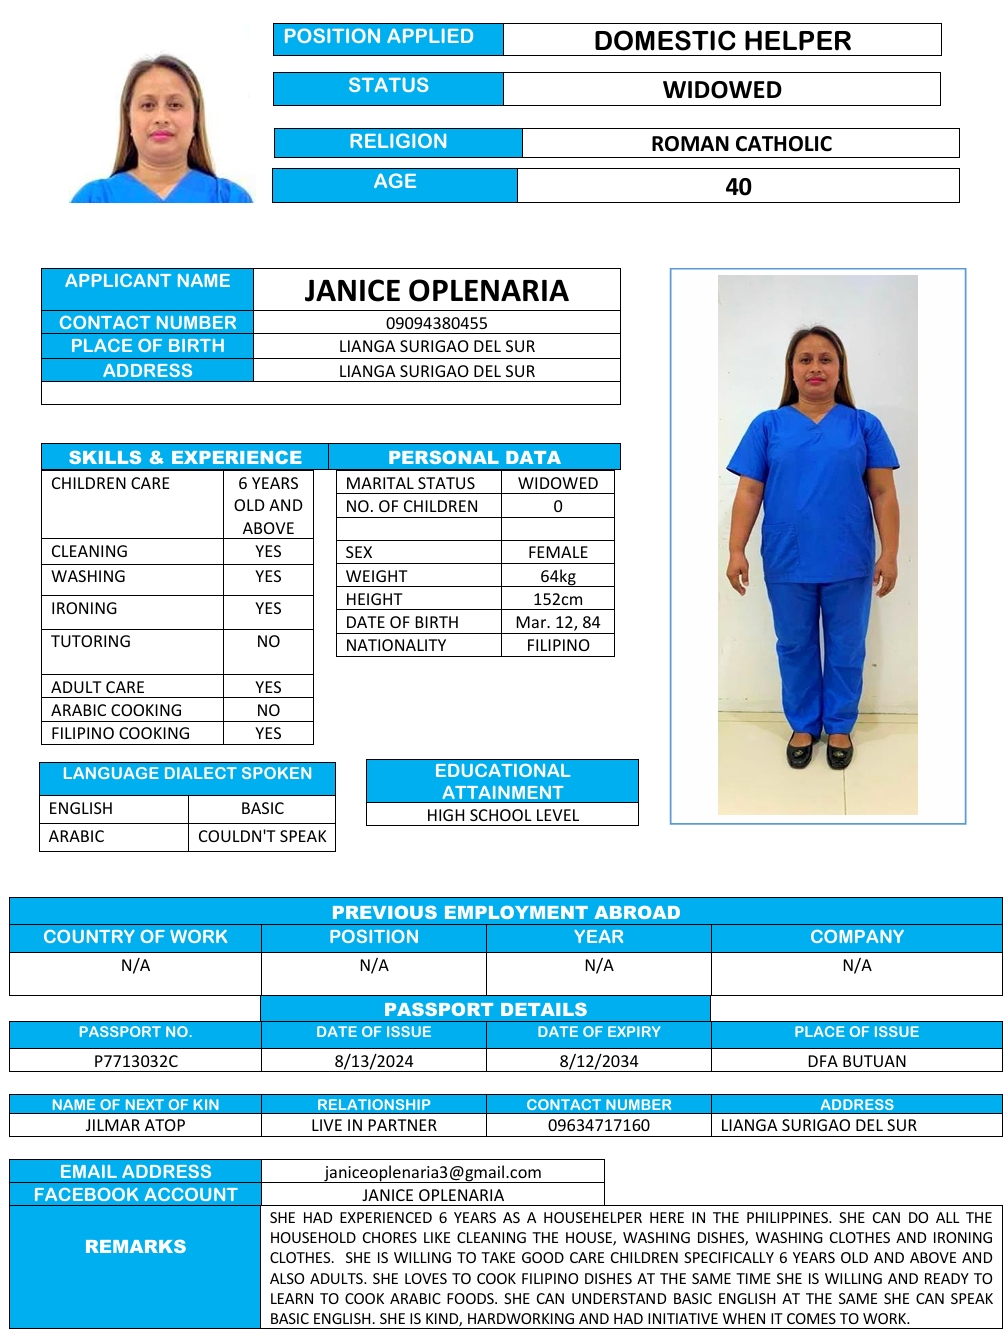 POSITION APPLIED DOMESTIC HELPER
STATUS WIDOWED
RELIGION ROMAN CATHOLIC
AGE 40
APPLICANT NAME JANICE OPLENARIA
CONTACT NUMBER 09094380455
PLACE OF BIRTH LIANGA SURIGAO DEL SUR
ADDRESS LIANGA SURIGAO DEL SUR
SKILLS & EXPERIENCE PERSONAL DATA
CHILDREN CARE 6 YEARS
OLD AND
ABOVE
CLEANING YES
WASHING YES
IRONING YES
TUTORING NO
ADULT CARE YES
ARABIC COOKING NO
FILIPINO COOKING YES
MARITAL STATUS WIDOWED
NO. OF CHILDREN 0
SEX FEMALE
WEIGHT 64kg
HEIGHT 152cm
DATE OF BIRTH Mar. 12, 84
NATIONALITY FILIPINO
LANGUAGE DIALECT SPOKEN
ENGLISH BASIC
ARABIC COULDN'T SPEAK
EDUCATIONAL
ATTAINMENT
HIGH SCHOOL LEVEL
PREVIOUS EMPLOYMENT ABROAD
COUNTRY OF WORK POSITION YEAR COMPANY
N/A N/A N/A N/A
PASSPORT DETAILS
PASSPORT NO. DATE OF ISSUE DATE OF EXPIRY PLACE OF ISSUE
P7713032C 8/13/2024 8/12/2034 DFA BUTUAN
NAME OF NEXT OF KIN RELATIONSHIP CONTACT NUMBER ADDRESS
JILMAR ATOP LIVE IN PARTNER 09634717160 LIANGA SURIGAO DEL SUR
EMAIL ADDRESS janiceoplenaria3@gmail.com
FACEBOOK ACCOUNT JANICE OPLENARIA
REMARKS
SHE HAD EXPERIENCED 6 YEARS AS A HOUSEHELPER HERE IN THE PHILIPPINES. SHE CAN DO ALL THE
HOUSEHOLD CHORES LIKE CLEANING THE HOUSE, WASHING DISHES, WASHING CLOTHES AND IRONING
CLOTHES. SHE IS WILLING TO TAKE GOOD CARE CHILDREN SPECIFICALLY 6 YEARS OLD AND ABOVE AND
ALSO ADULTS. SHE LOVES TO COOK FILIPINO DISHES AT THE SAME TIME SHE IS WILLING AND READY TO
LEARN TO COOK ARABIC FOODS. SHE CAN UNDERSTAND BASIC ENGLISH AT THE SAME SHE CAN SPEAK
BASIC ENGLISH. SHE IS KIND, HARDWORKING AND HAD INITIATIVE WHEN IT COMES TO WORK.